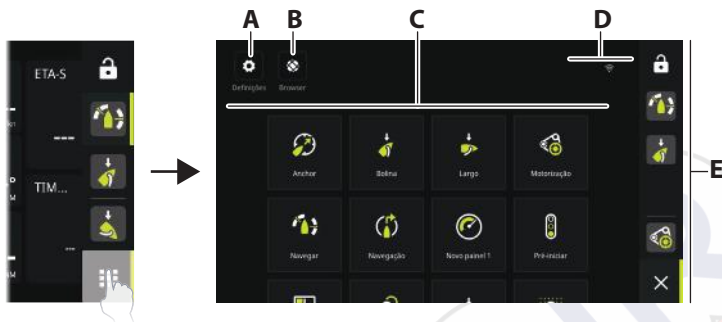 A B C D
ETA-S
---
TIM...
--
M
Definições Browser
Anchor Bolina Largo Motorização
E
Navegar Navegação Novo painel 1 Pré-iniciar